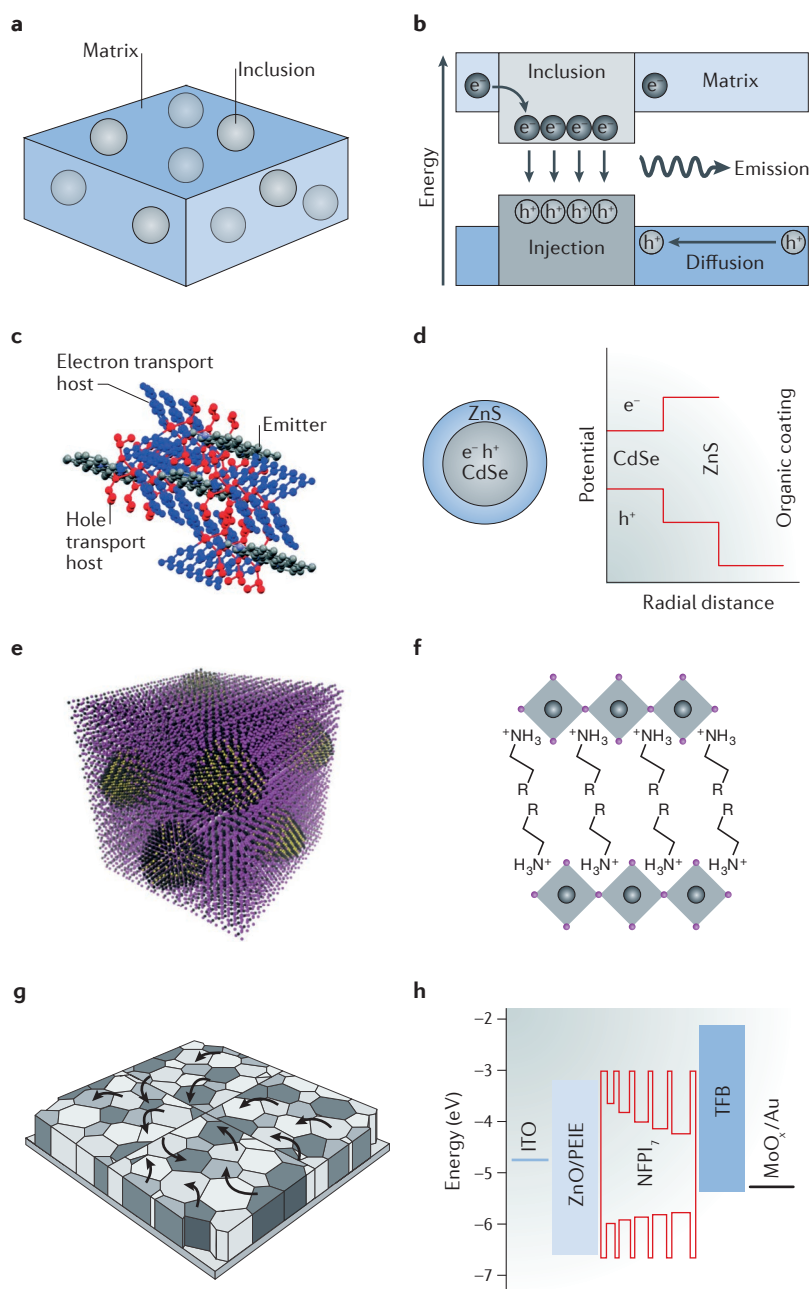 a
Matrix
Inclusion
b
Energy
e⁻
Inclusion
e⁻
Matrix
e⁻ e⁻ e⁻ e⁻
Emission
h⁺ h⁺ h⁺ h⁺
Injection
h⁺
h⁺
Diffusion
c
Electron transport
host
Emitter
Hole
transport
host
d
ZnS
e⁻ h⁺
CdSe
Potential
e⁻
CdSe
h⁺
ZnS
Organic coating
Radial distance
e
f
⁺NH₃ ⁺NH₃ ⁺NH₃ ⁺NH₃
R R R R
R R R R
H₃N⁺ H₃N⁺ H₃N⁺ H₃N⁺
g
h
Energy (eV)
−2
−3
−4
−5
−6
−7
ITO
ZnO/PEIE
NFPI₇
TFB
MoOₓ/Au